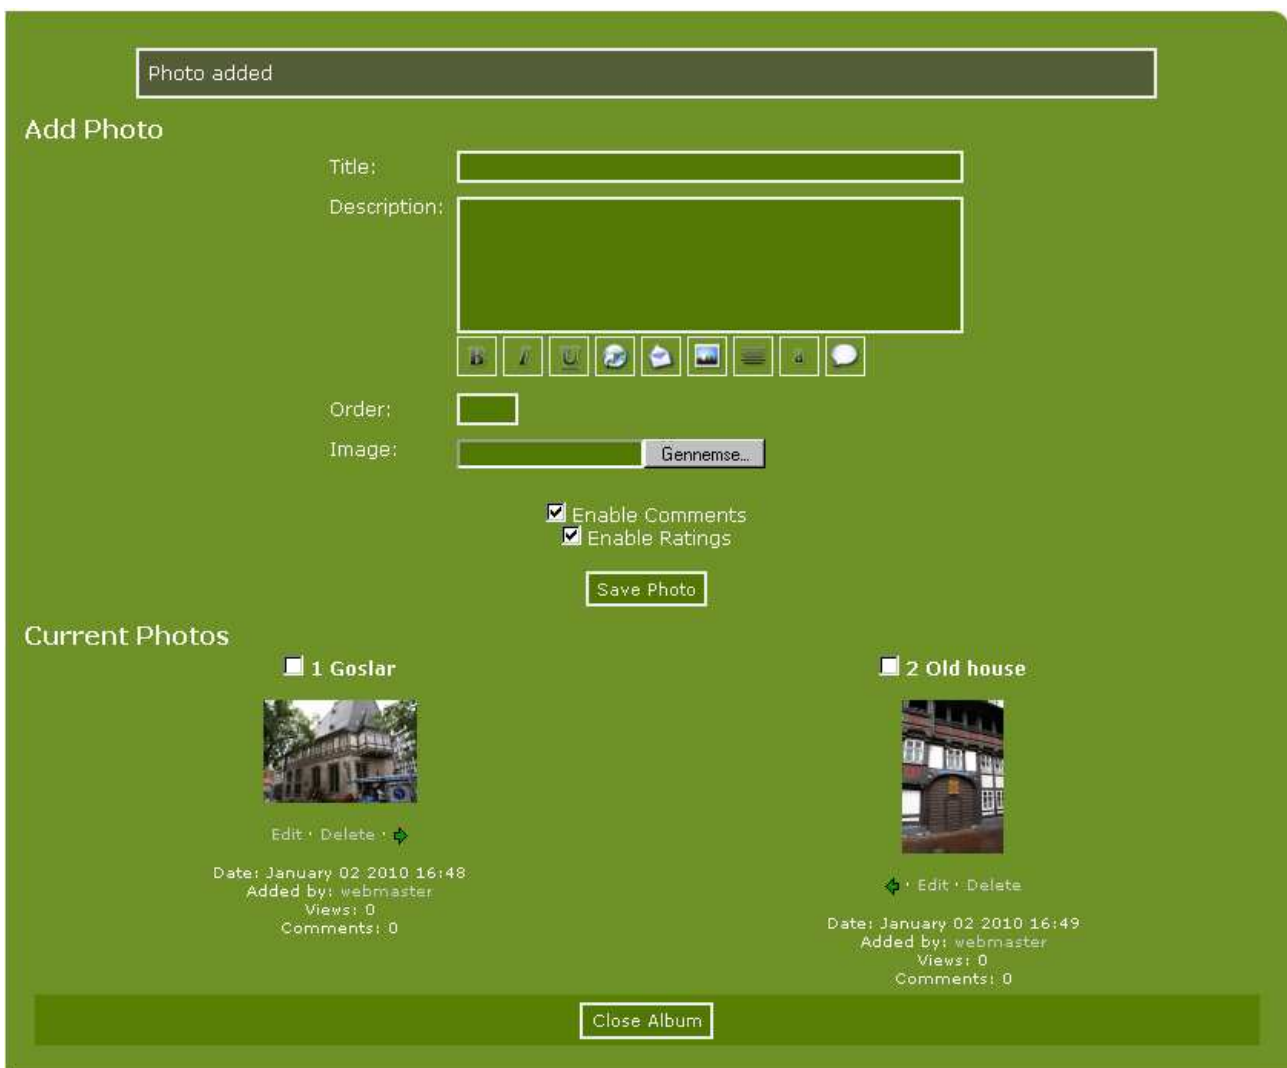 Photo added
Add Photo
Title:
Description:
B I U a
Order:
Image: Gennemse...
Enable Comments
Enable Ratings
Save Photo
Current Photos
1 Goslar
Edit · Delete ·
Date: January 02 2010 16:48
Added by: webmaster
Views: 0
Comments: 0
2 Old house
· Edit · Delete
Date: January 02 2010 16:49
Added by: webmaster
Views: 0
Comments: 0
Close Album